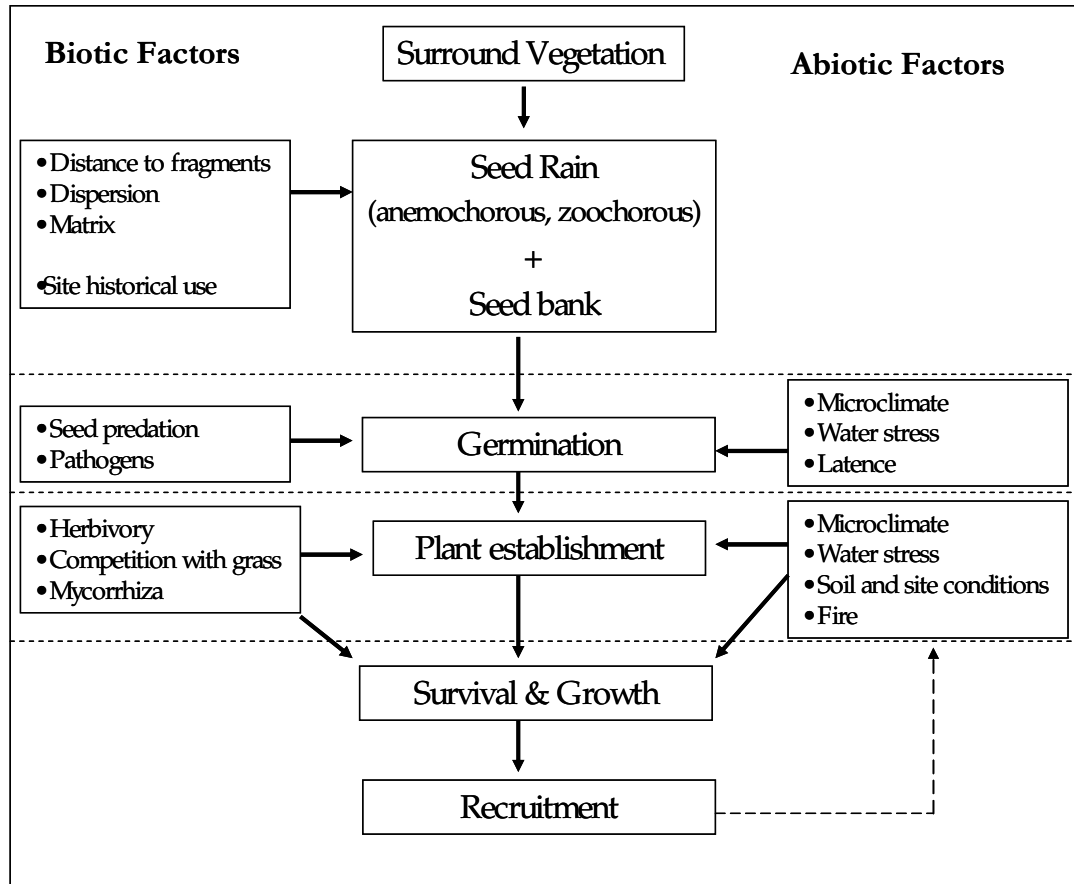 Biotic Factors
Surround Vegetation
Abiotic Factors
•Distance to fragments
•Dispersion
•Matrix
•Site historical use
Seed Rain
(anemochorous, zoochorous)
+
Seed bank
•Seed predation
•Pathogens
Germination
•Microclimate
•Water stress
•Latence
•Herbivory
•Competition with grass
•Mycorrhiza
Plant establishment
•Microclimate
•Water stress
•Soil and site conditions
•Fire
Survival & Growth
Recruitment